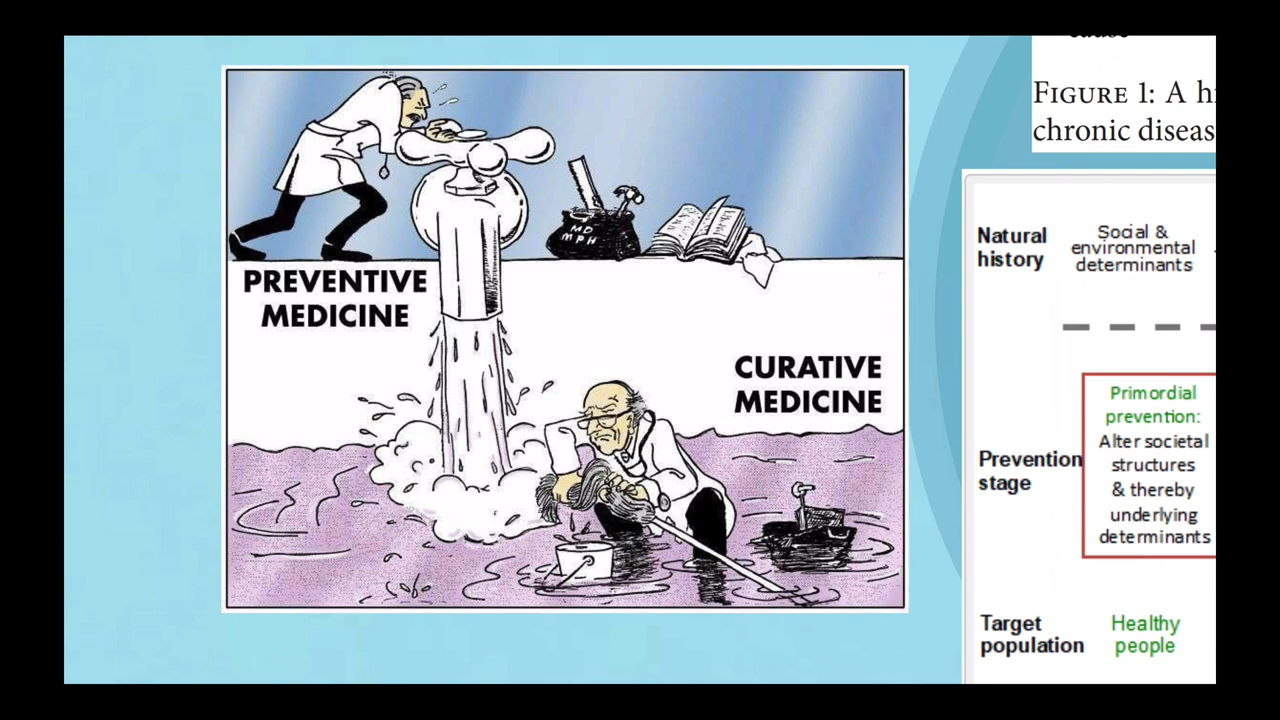 PREVENTIVE
MEDICINE
MD
MPH
CURATIVE
MEDICINE
FIGURE 1: A
chronic diseas
Natural
history
Social &
environmental
determinants
Prevention
stage
Primordial
prevention:
Alter societal
structures
& thereby
underlying
determinants
Target
population
Healthy
people